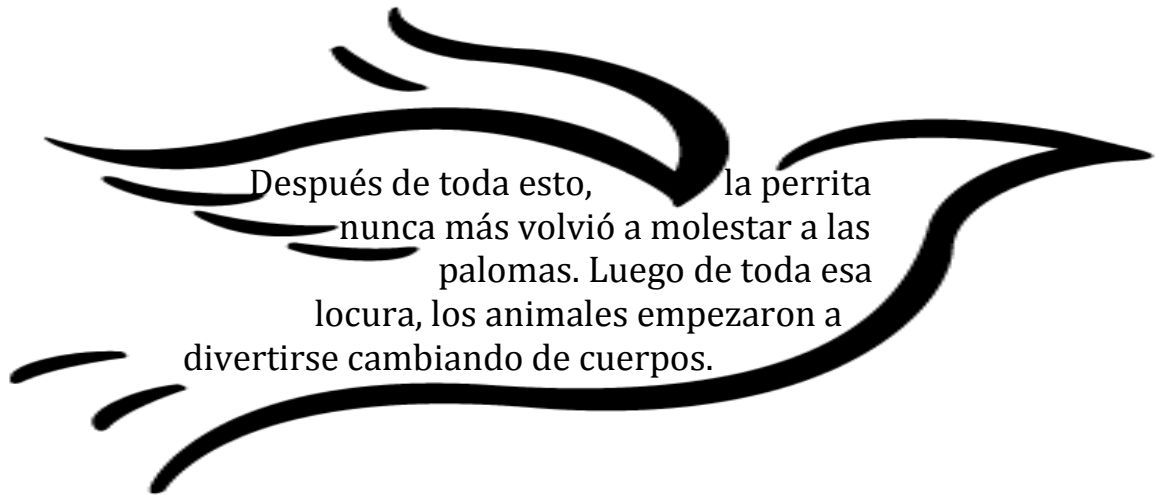 Después de toda esto, la perrita
nunca más volvió a molestar a las
palomas. Luego de toda esa
locura, los animales empezaron a
divertirse cambiando de cuerpos.